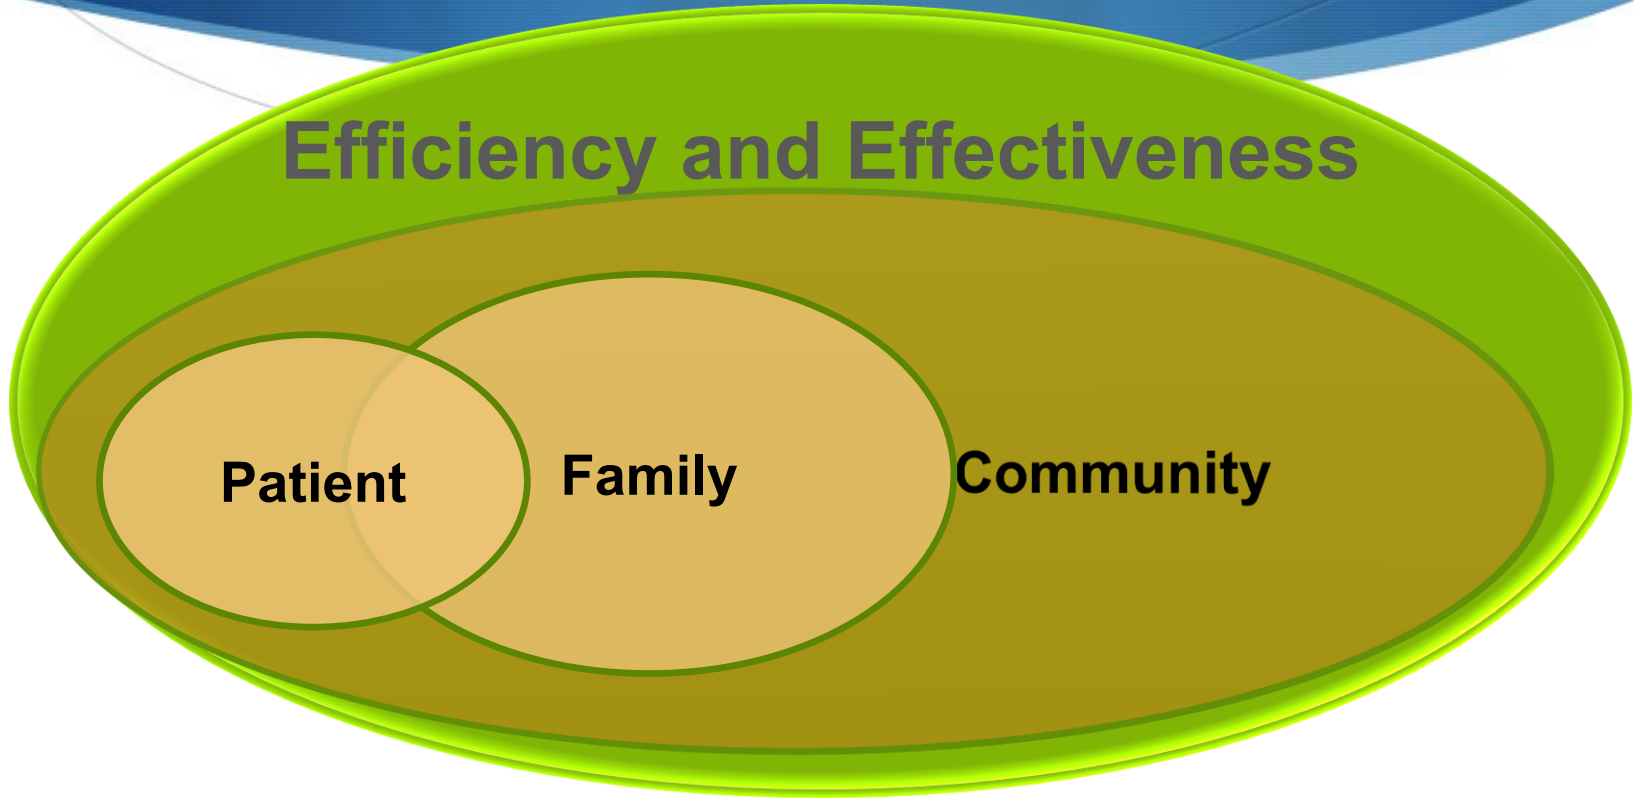 Efficiency and Effectiveness
Patient
Family
Community